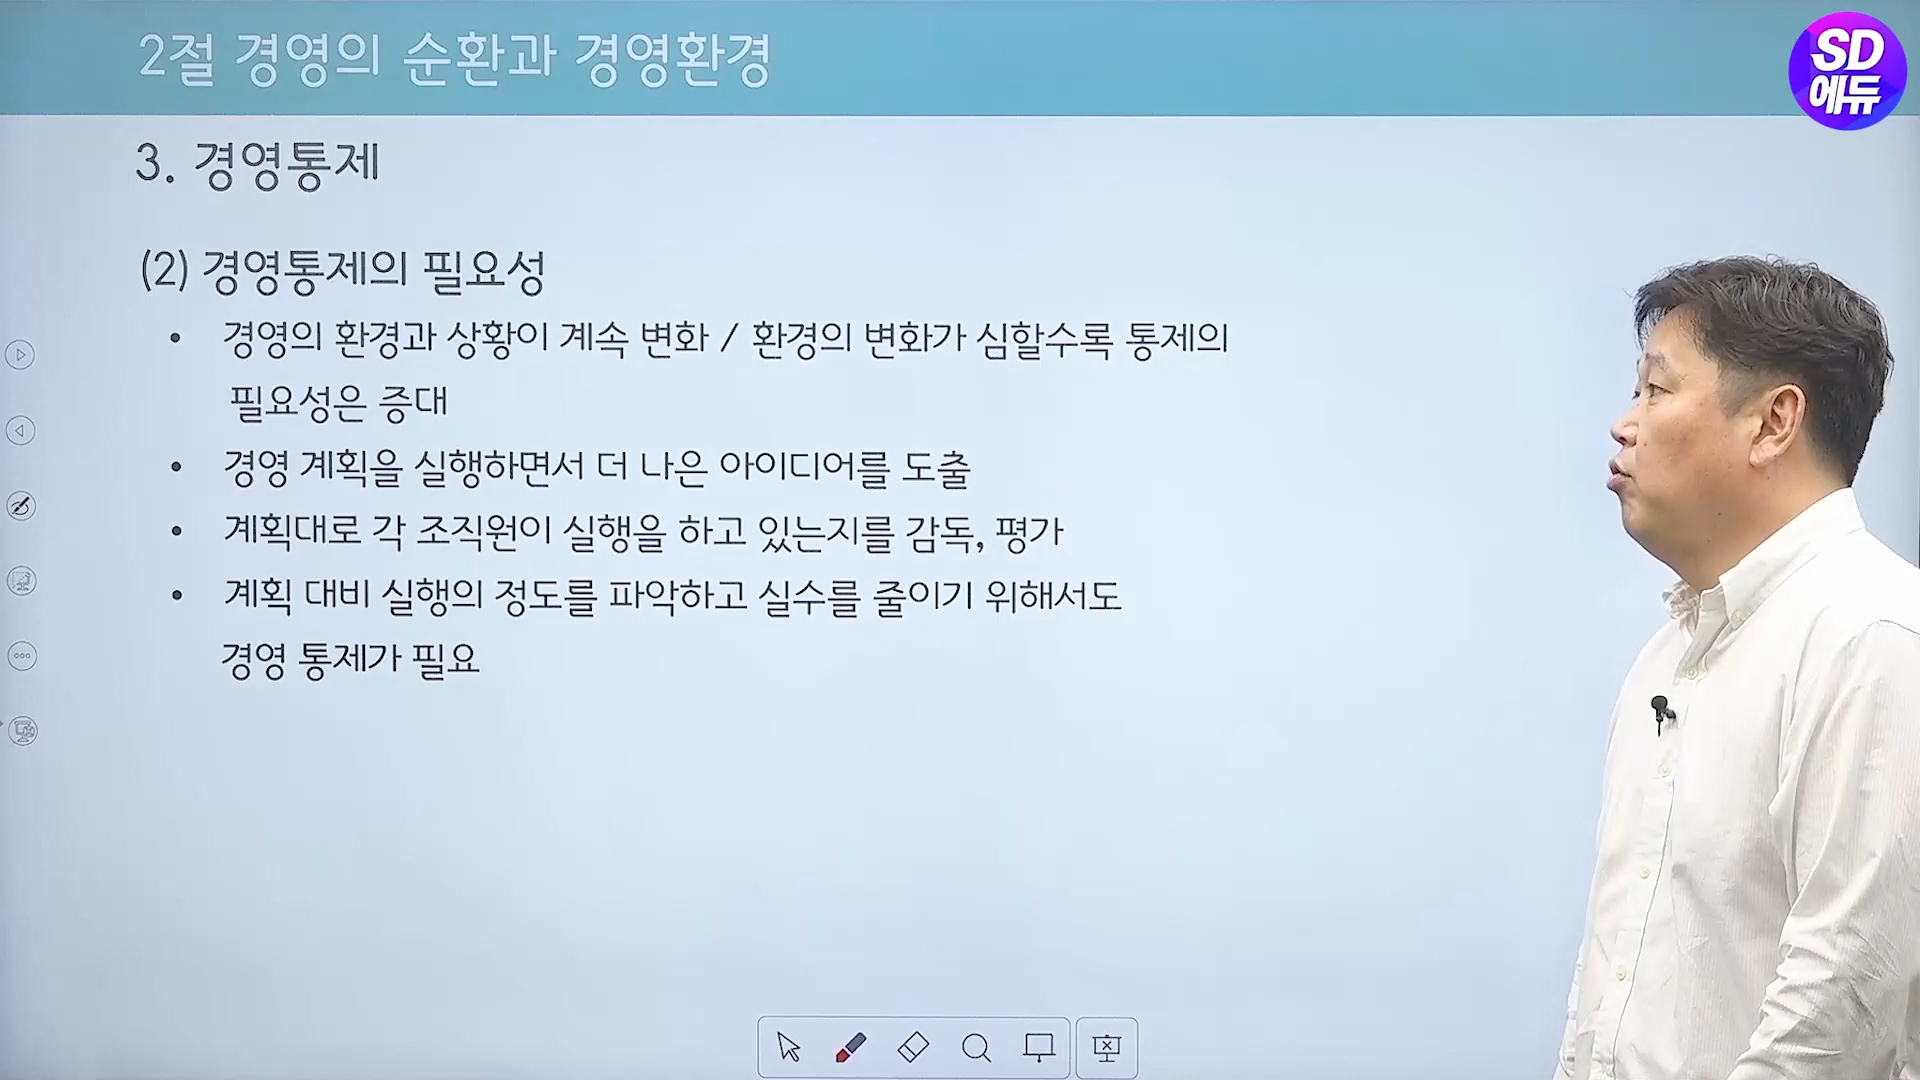 2절 경영의 순환과 경영환경
SD
에듀
3. 경영통제
(2) 경영통제의 필요성
• 경영의 환경과 상황이 계속 변화 / 환경의 변화가 심할수록 통제의
필요성은 증대
• 경영 계획을 실행하면서 더 나은 아이디어를 도출
• 계획대로 각 조직원이 실행을 하고 있는지를 감독, 평가
• 계획 대비 실행의 정도를 파악하고 실수를 줄이기 위해서도
경영 통제가 필요